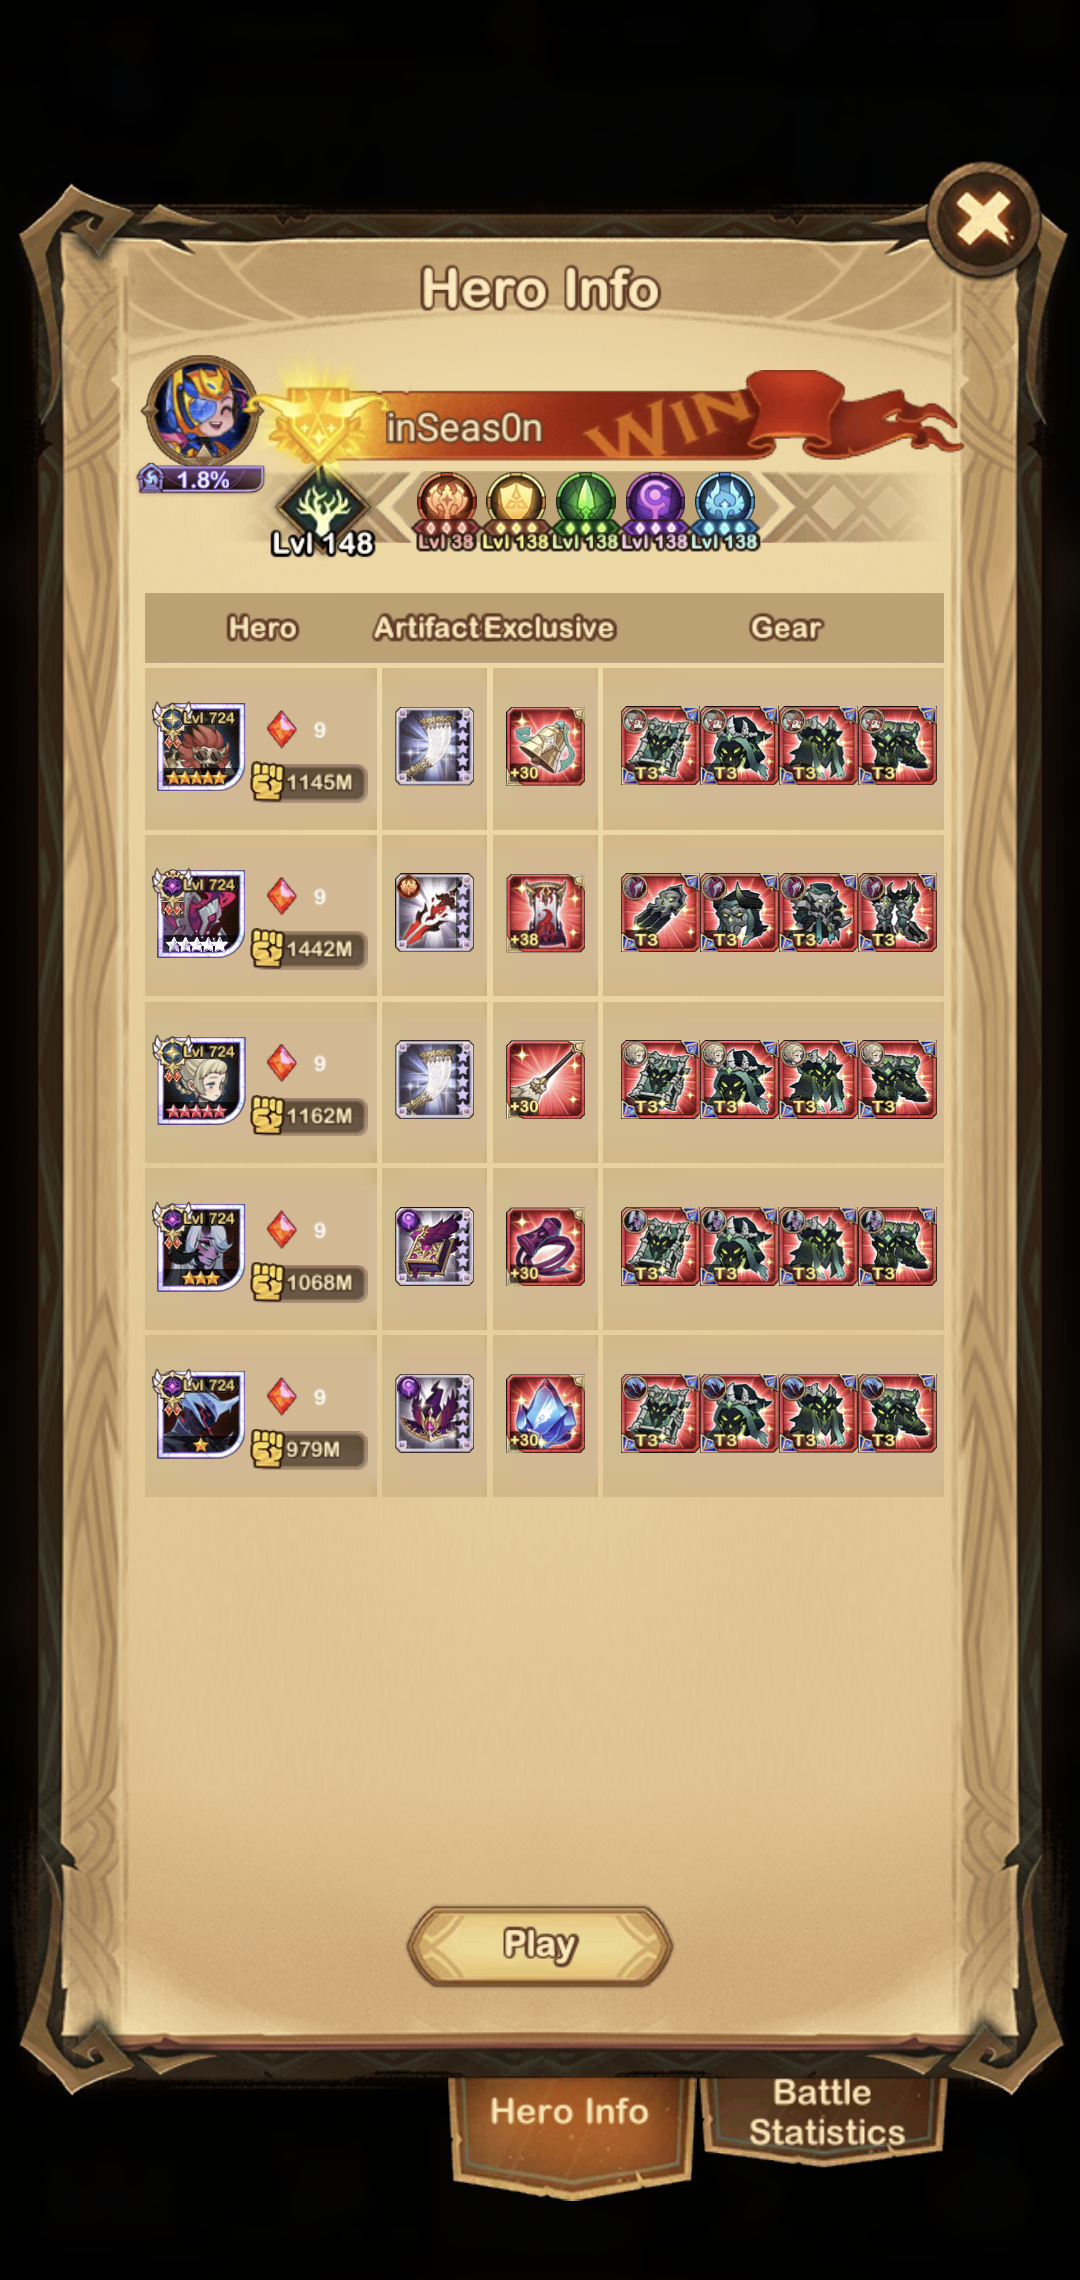 Hero Info
inSeas0n
WIN
1.8%
Lvl 148
Lvl 38 Lvl 138 Lvl 138 Lvl 138 Lvl 138
Hero Artifact Exclusive Gear
Lvl 724
9
1145M
+30
T3 T3 T3 T3
Lvl 724
9
1442M
+38
T3 T3 T3 T3
Lvl 724
9
1162M
+30
T3 T3 T3 T3
Lvl 724
9
1068M
+30
T3 T3 T3 T3
Lvl 724
9
979M
+30
T3 T3 T3 T3
Play
Hero Info
Battle
Statistics